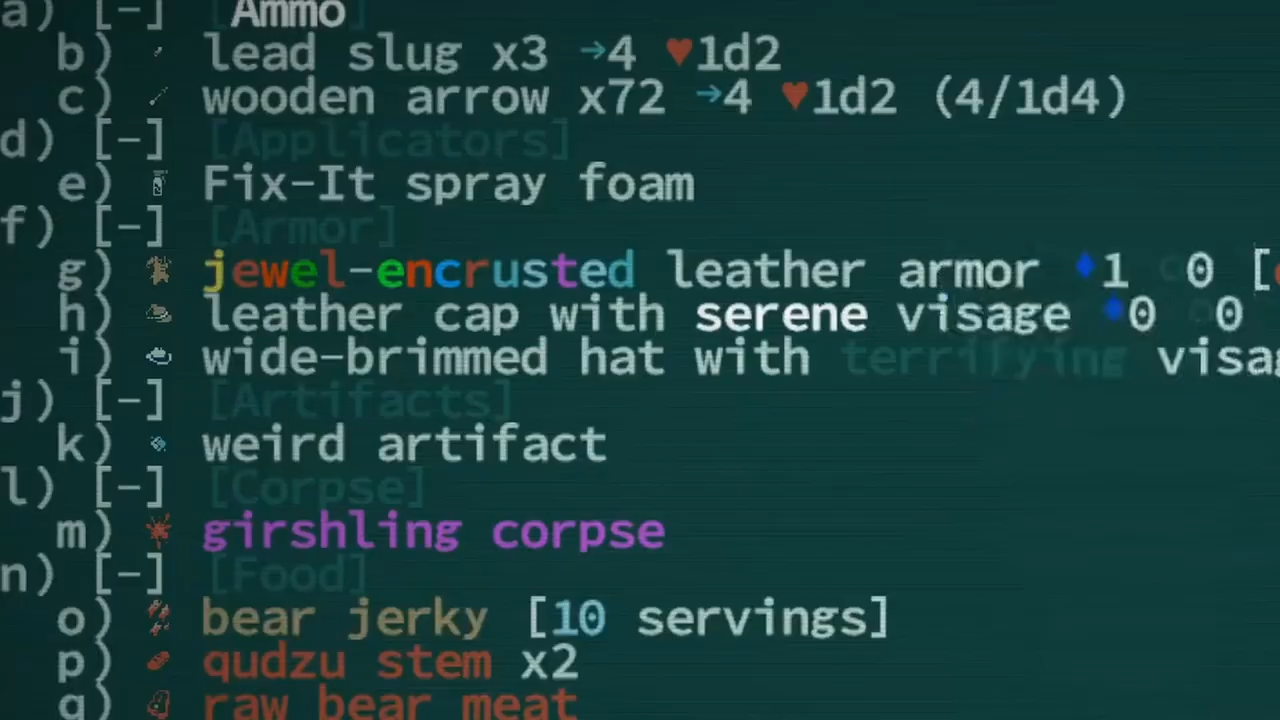 a) [-] [Ammo]
b) lead slug x3 →4 ♥1d2
c) wooden arrow x72 →4 ♥1d2 (4/1d4)
d) [-] [Applicators]
e) Fix-It spray foam
f) [-] [Armor]
g) jewel-encrusted leather armor ♦1 0 [
h) leather cap with serene visage ♦0 0
i) wide-brimmed hat with terrifying
j) [-] [Artifacts]
k) weird artifact
l) [-] [Corpse]
m) girshling corpse
n) [-] [Food]
o) bear jerky [10 servings]
p) qudzu stem x2
q) raw bear meat